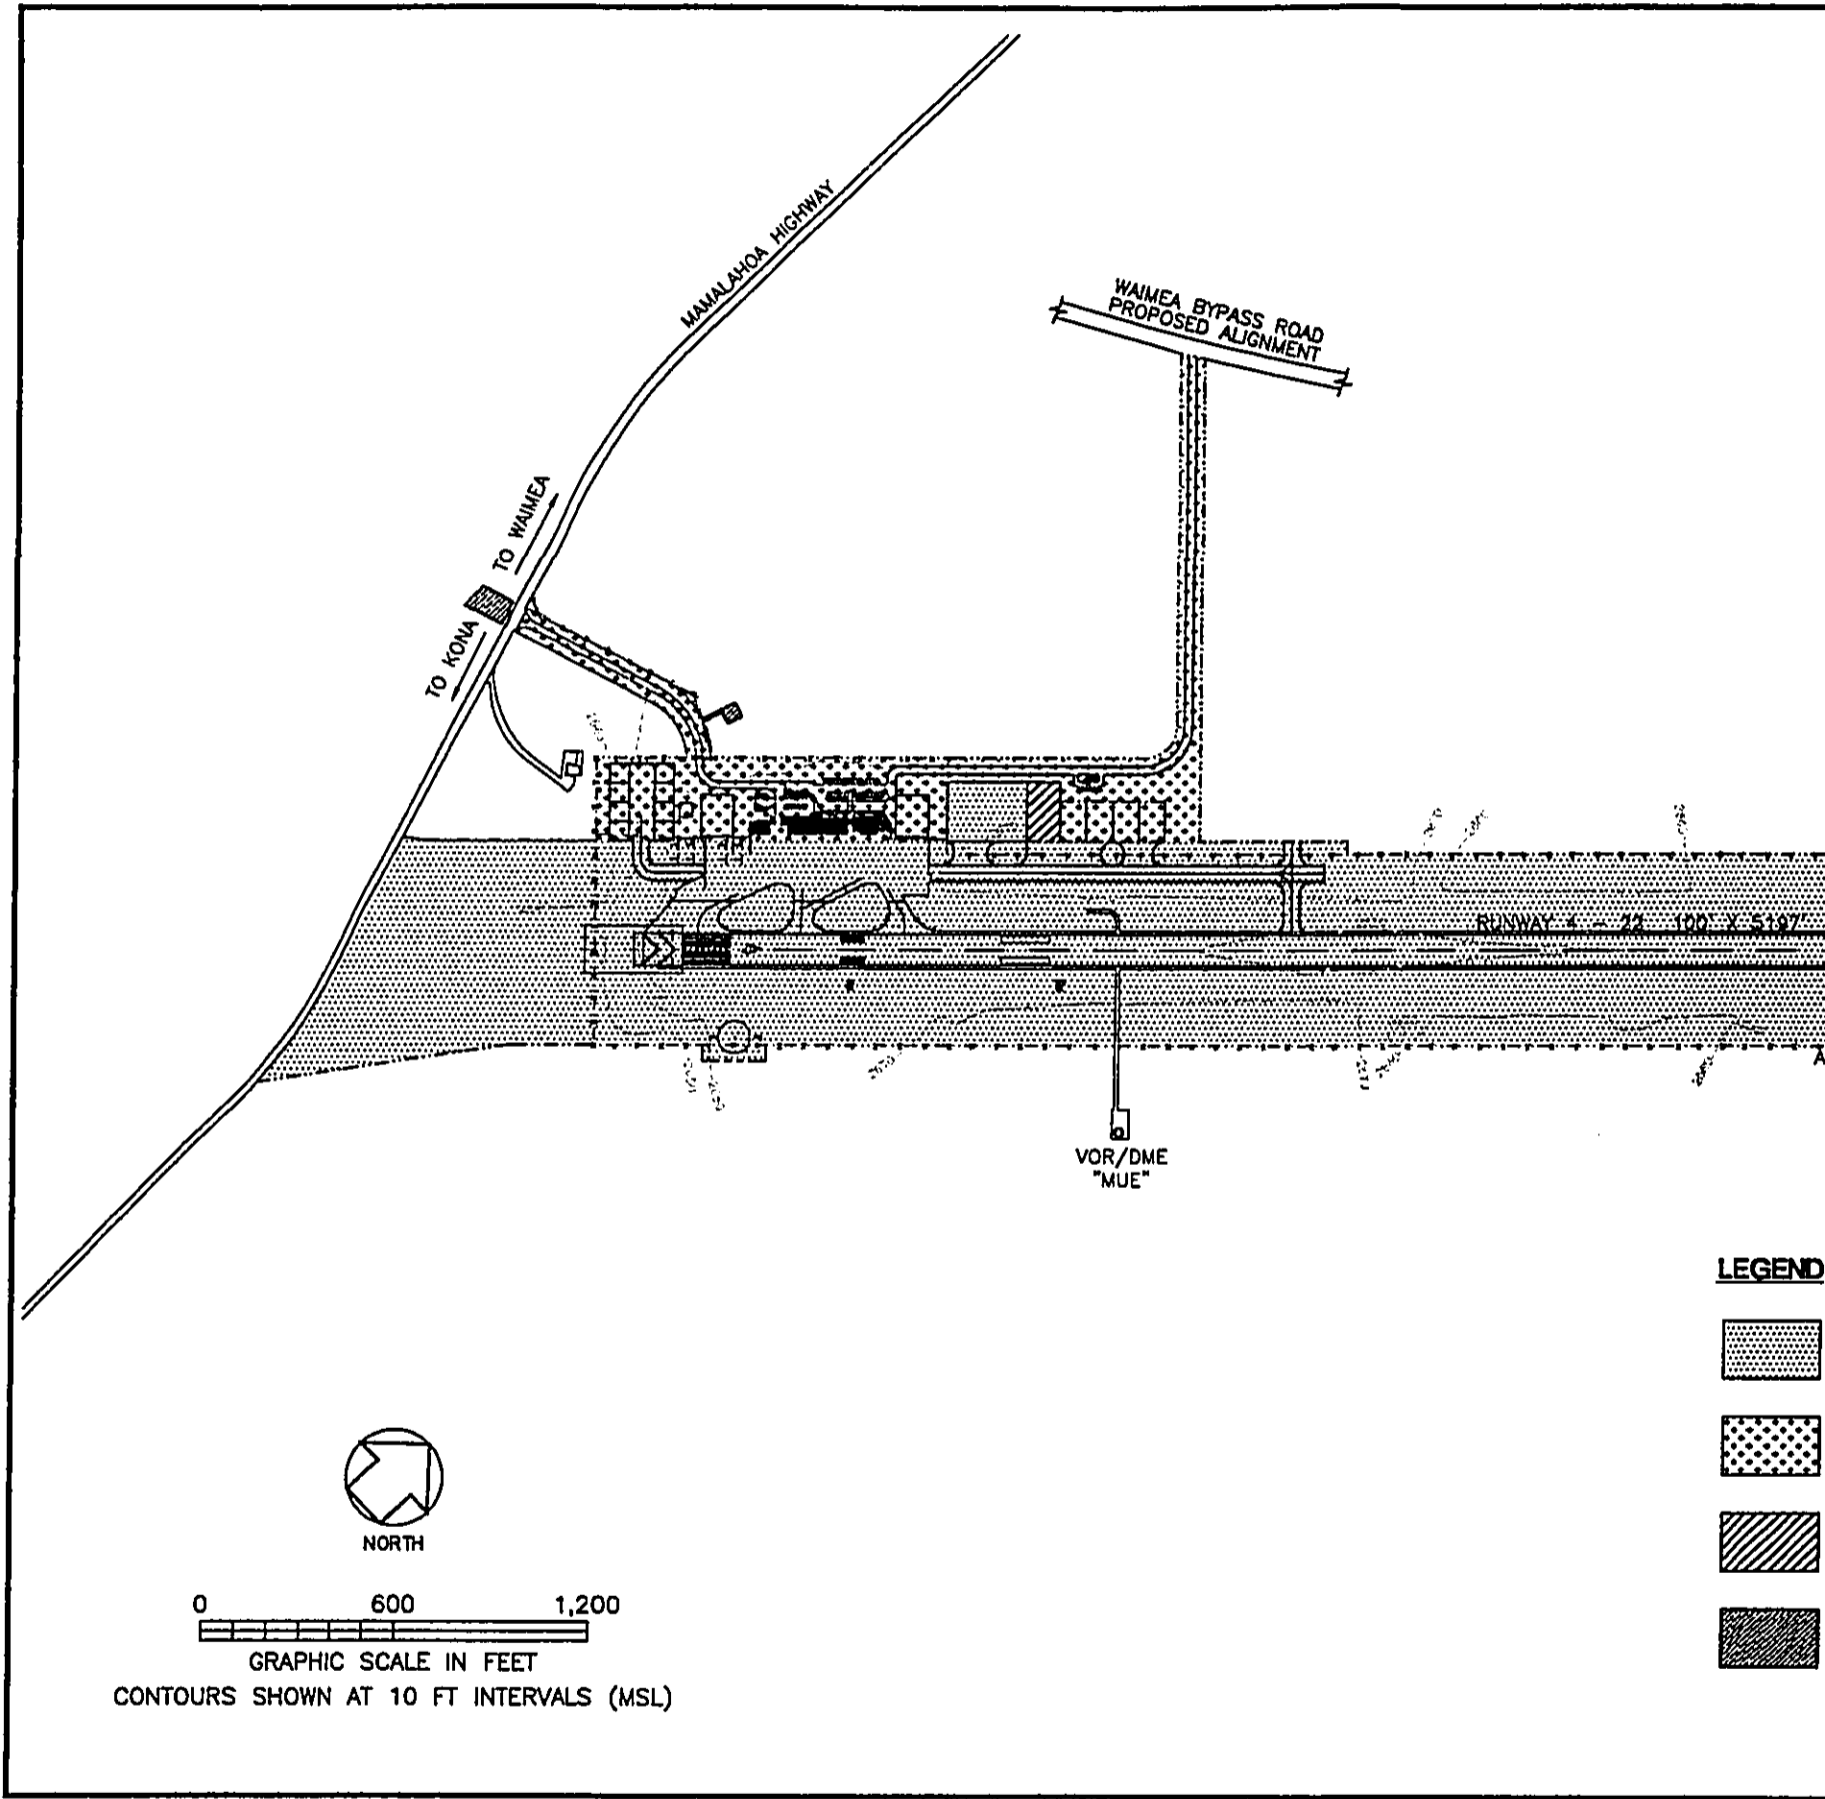 MAMALAHOA HIGHWAY
WAIMEA BYPASS ROAD
PROPOSED ALIGNMENT
TO WAIMEA
TO KONA
RUNWAY 4 - 22 100' X 5197'
VOR/DME
"MUE"
LEGEND
NORTH
0 600 1,200
GRAPHIC SCALE IN FEET
CONTOURS SHOWN AT 10 FT INTERVALS (MSL)